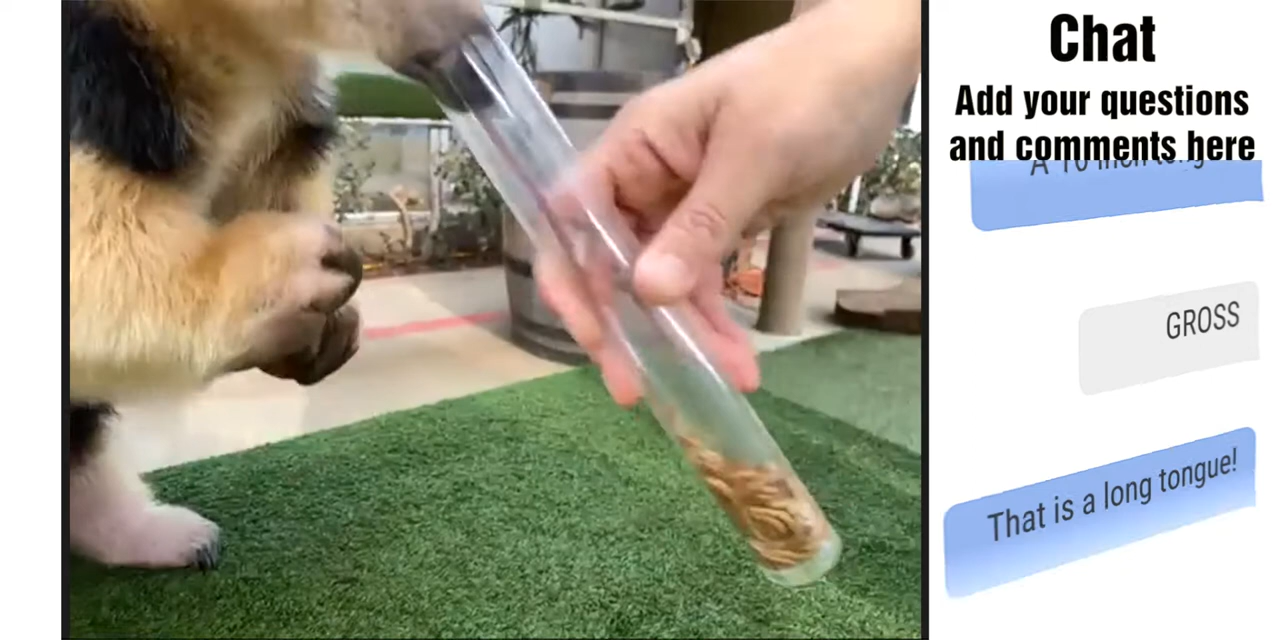 Chat
Add your questions
and comments here
GROSS
That is a long tongue!